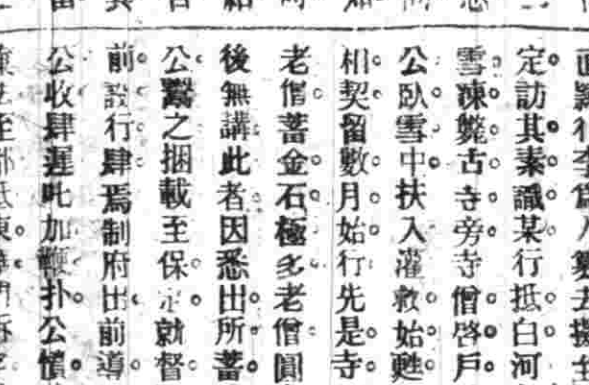 定訪其素識某行抵白河
雪凍斃古寺旁寺僧啓戶
公臥雪中扶入灌救始甦
相契留數月始行先是寺
老僧蓄金石極多老僧圓
後無講此者因悉出所蓄
公鬻之捆載至保 就督
前設行肆焉制府出前導
公收肆遲叱加鞭扑公憤